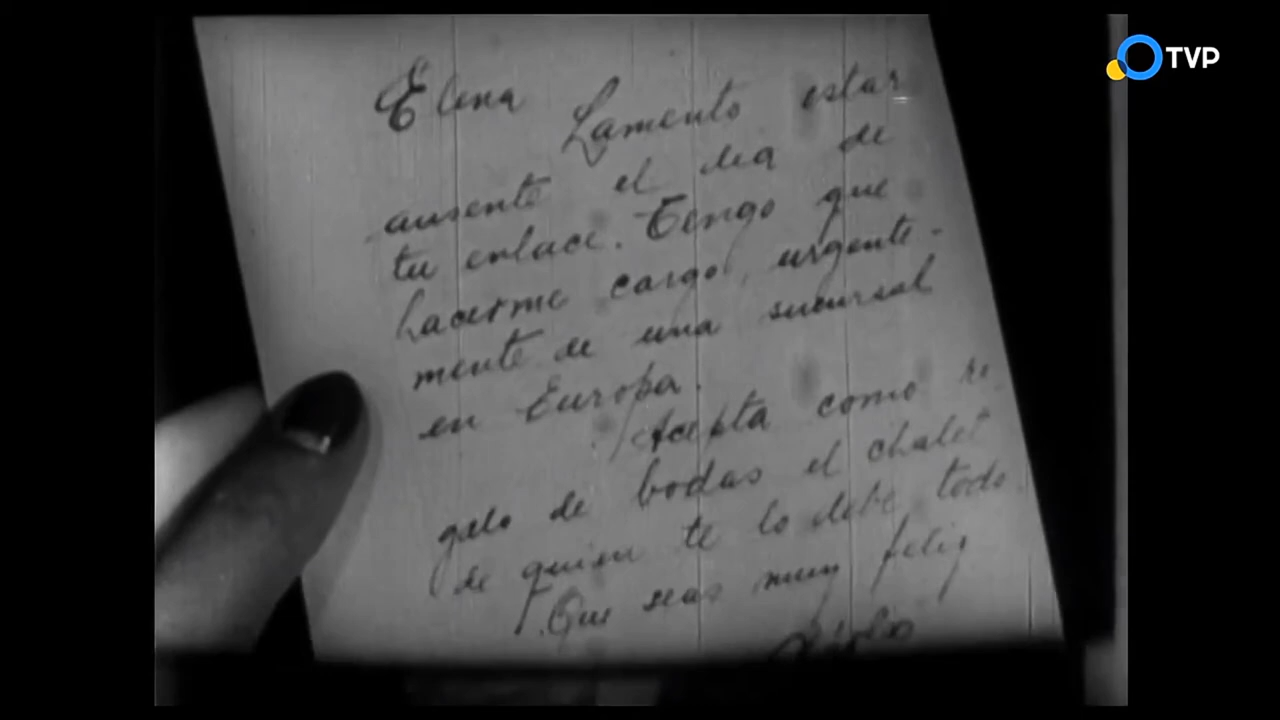 TVP
Elena
Lamento estar
ausente el dia de
tu enlace. Tengo que
hacerme cargo urgente-
mente de una sucursal
en Europa.
Acepta como re
galo de bodas el chalet
de quien te lo debe todo.
Que seas muy feliz